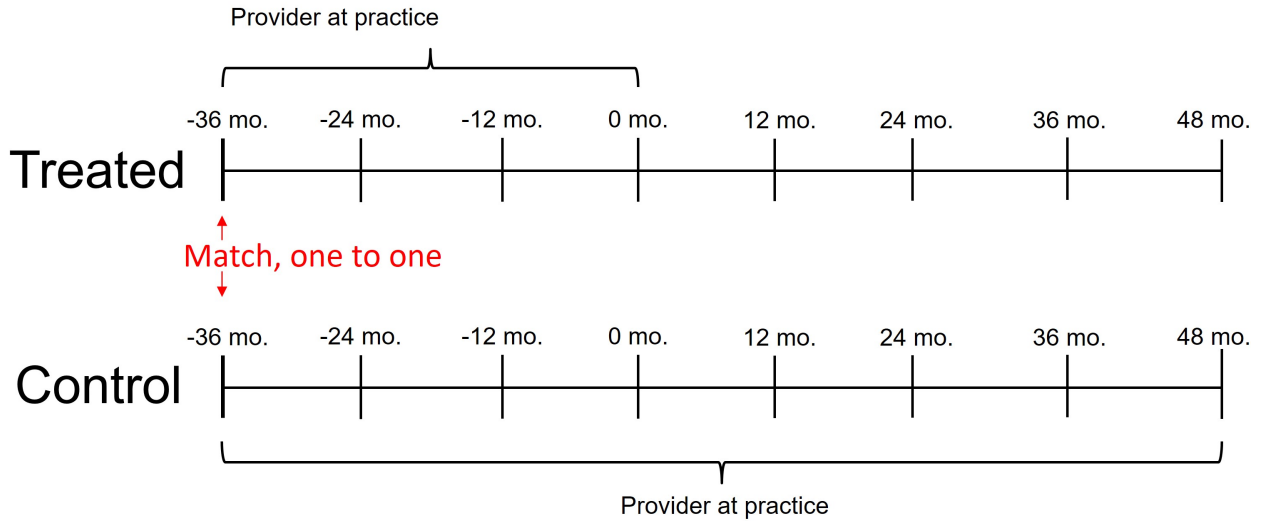 Provider at practice
-36 mo. -24 mo. -12 mo. 0 mo. 12 mo. 24 mo. 36 mo. 48 mo.
Treated
Match, one to one
-36 mo. -24 mo. -12 mo. 0 mo. 12 mo. 24 mo. 36 mo. 48 mo.
Control
Provider at practice